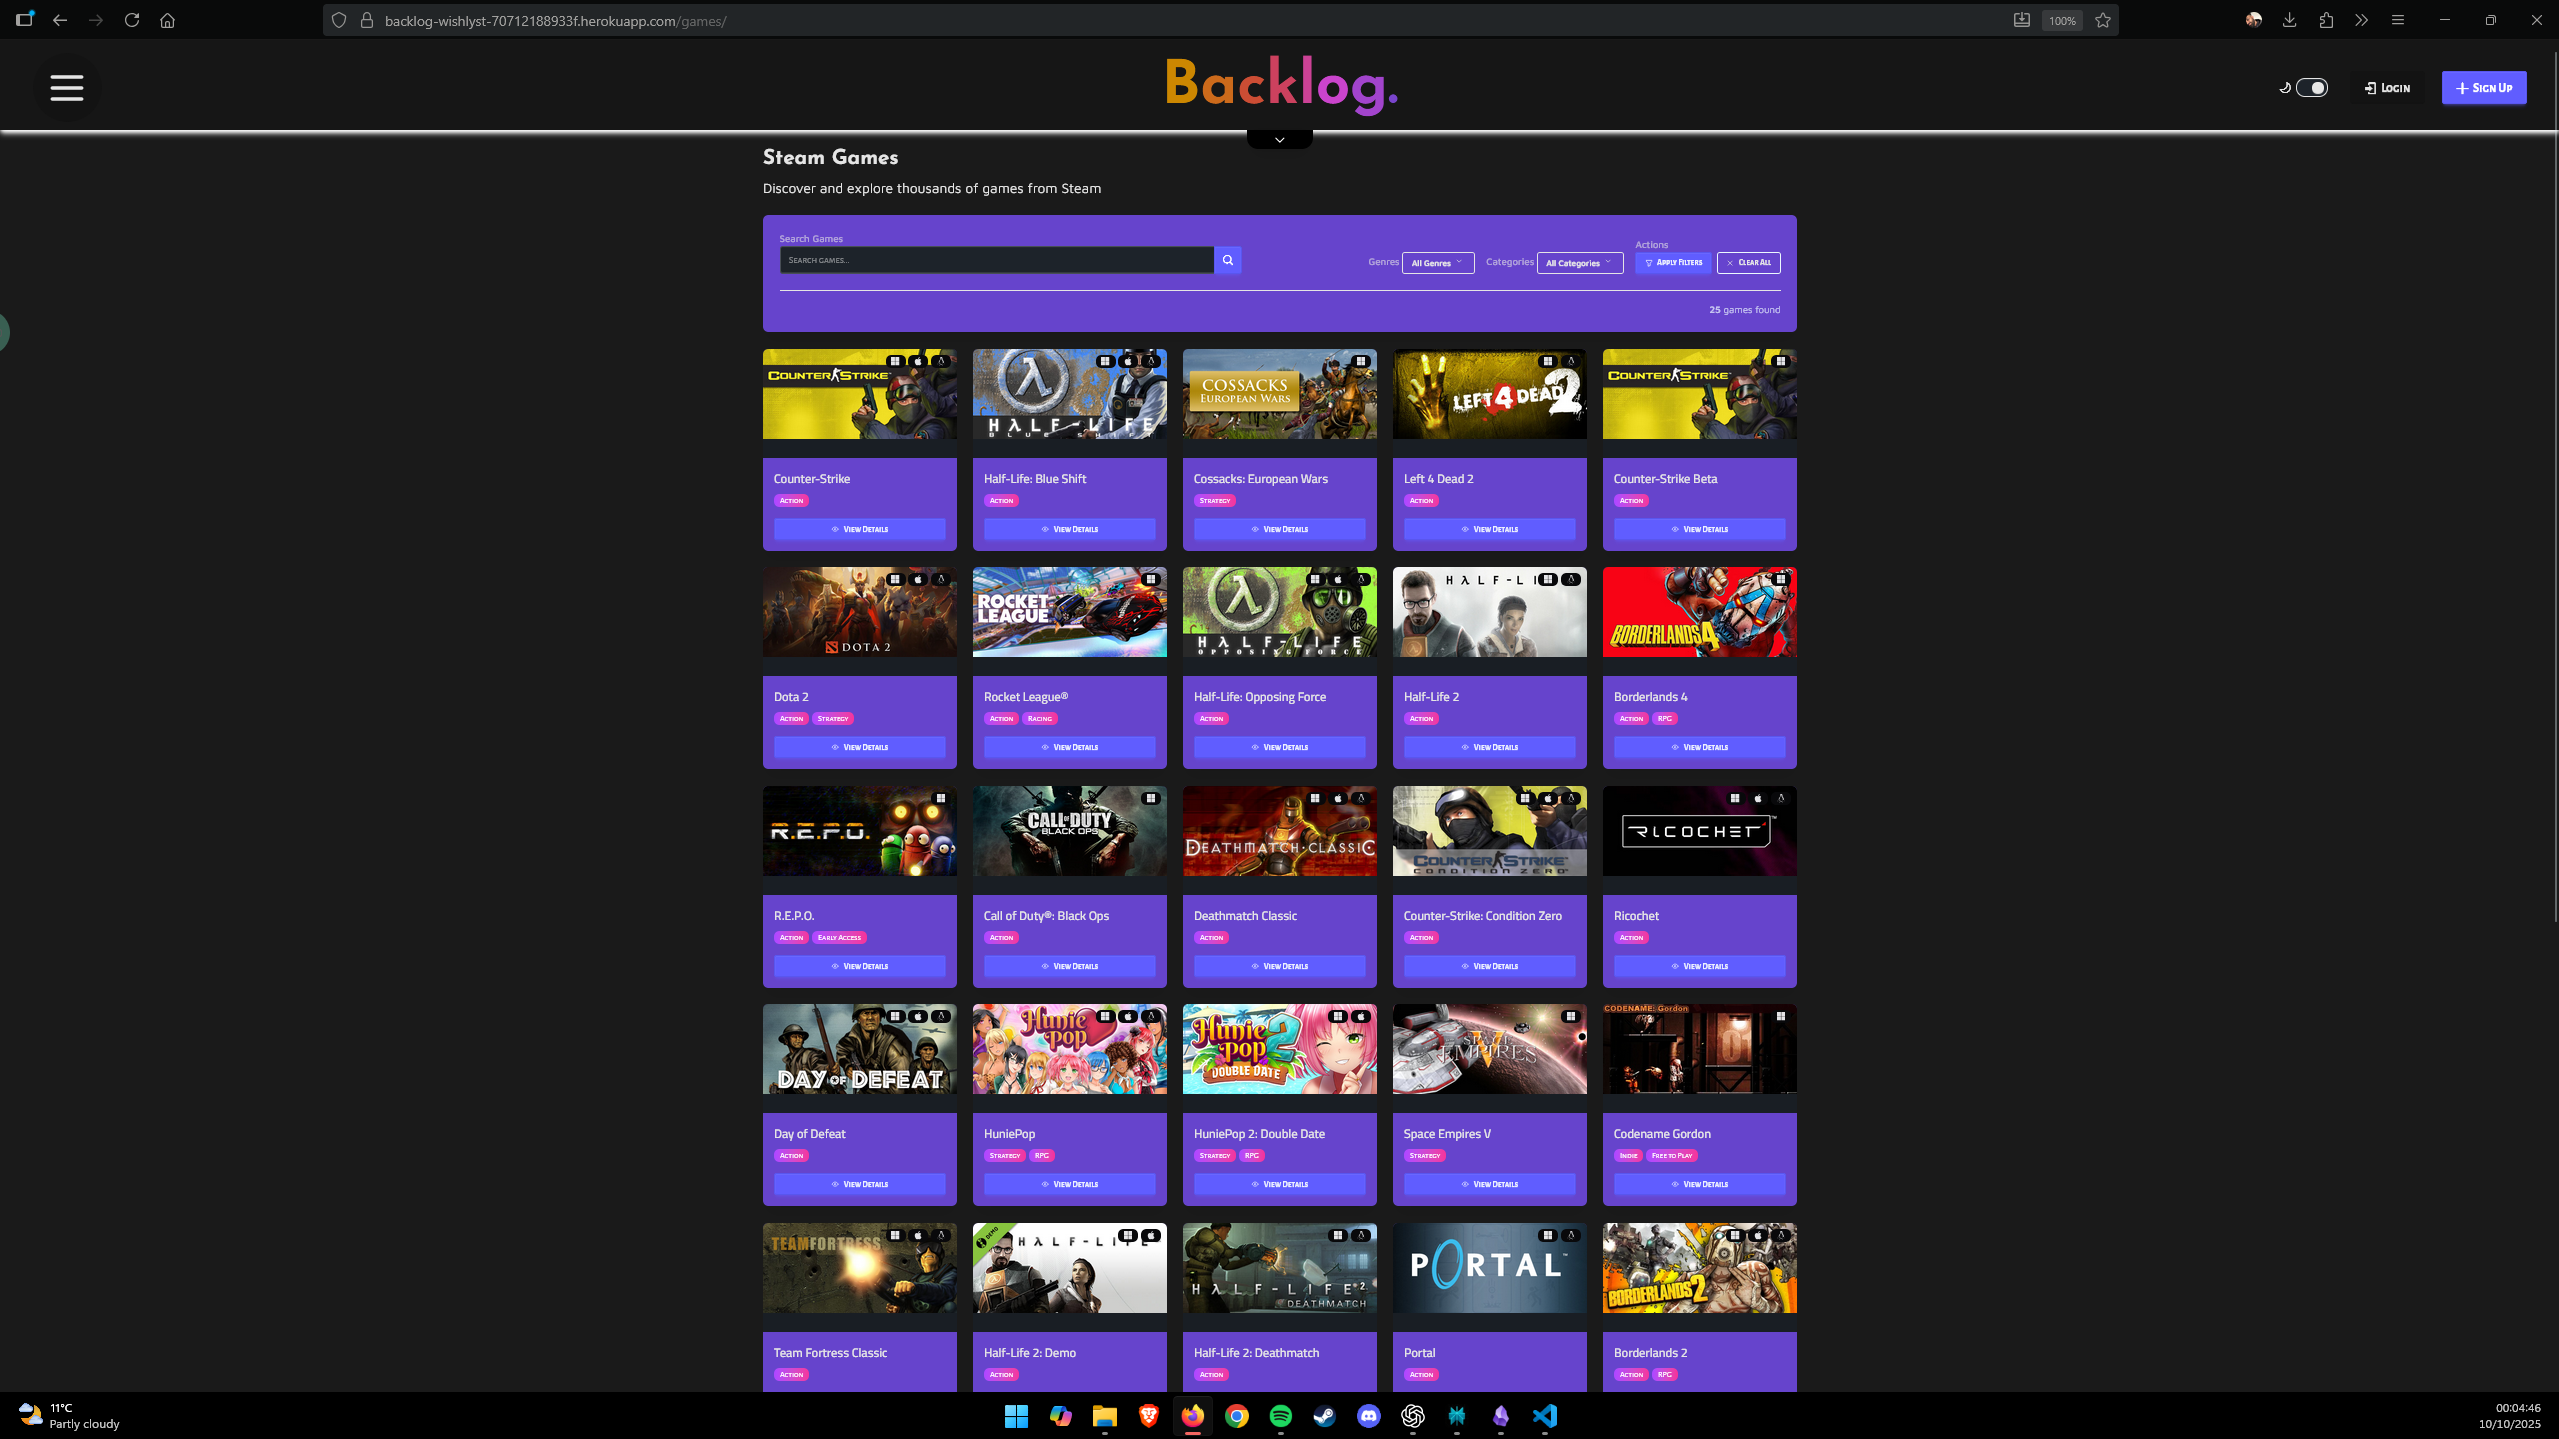 backlog-wishlyst-70712188933f.herokuapp.com/games/
100%
Backlog.
Login
Sign Up
Steam Games
Discover and explore thousands of games from Steam
Search Games
Search games...
Genres
All Genres
Categories
All Categories
Actions
Apply Filters
Clear All
25 games found
COUNTER STRIKE
HλLF-LIFE
BLUE SHIFT
COSSACKS
EUROPEAN WARS
LEFT 4 DEAD 2
COUNTER STRIKE
Counter-Strike
Half-Life: Blue Shift
Cossacks: European Wars
Left 4 Dead 2
Counter-Strike Beta
Action
Action
Strategy
Action
Action
View Details
View Details
View Details
View Details
View Details
DOTA 2
ROCKET LEAGUE
HλLF-LIFE
OPPOSING FORCE
HλLF-LI
BORDERLANDS 4
Dota 2
Rocket League®
Half-Life: Opposing Force
Half-Life 2
Borderlands 4
Action Strategy
Action Racing
Action
Action
Action RPG
View Details
View Details
View Details
View Details
View Details
R.E.P.O.
CALL OF DUTY
BLACK OPS
DEATHMATCH CLASSIC
COUNTER STRIKE
CONDITION ZERO
RICOCHET™
R.E.P.O.
Call of Duty®: Black Ops
Deathmatch Classic
Counter-Strike: Condition Zero
Ricochet
Action Early Access
Action
Action
Action
Action
View Details
View Details
View Details
View Details
View Details
DAY OF DEFEAT
Hunie Pop
Hunie Pop 2
DOUBLE DATE
SPACE EMPIRES V
CODENAME: Gordon
Day of Defeat
HuniePop
HuniePop 2: Double Date
Space Empires V
Codename Gordon
Action
Strategy RPG
Strategy RPG
Strategy
Indie Free to Play
View Details
View Details
View Details
View Details
View Details
TEAM FORTRESS
DEMO
HλLF-LIFE
HλLF-LIFE 2
DEATHMATCH
PORTAL™
BORDERLANDS 2
Team Fortress Classic
Half-Life 2: Demo
Half-Life 2: Deathmatch
Portal
Borderlands 2
Action
Action
Action
Action
Action RPG
11°C
Partly cloudy
00:04:46
10/10/2025